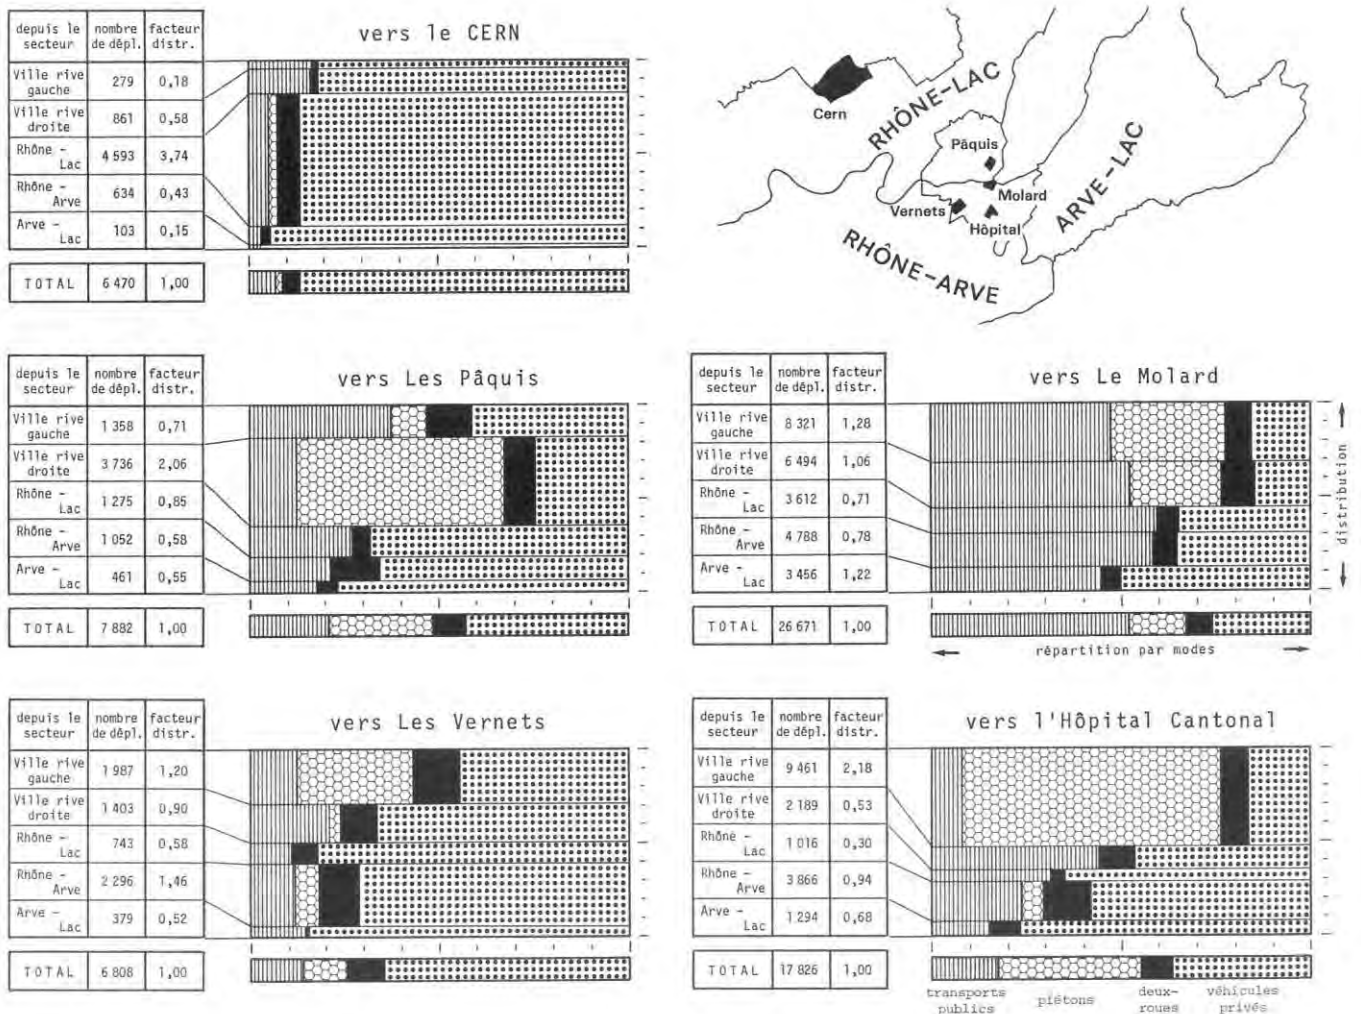 depuis le secteur | nombre de dépl. | facteur distr.
vers le CERN
Ville rive gauche | 279 | 0,18
Ville rive droite | 861 | 0,58
Rhône - Lac | 4 593 | 3,74
Rhône - Arve | 634 | 0,43
Arve - Lac | 103 | 0,15
TOTAL | 6 470 | 1,00
Cern
RHÔNE-LAC
Pâquis
Molard
Vernets
Hôpital
ARVE-LAC
RHÔNE-ARVE
depuis le secteur | nombre de dépl. | facteur distr.
vers Les Pâquis
Ville rive gauche | 1 358 | 0,71
Ville rive droite | 3 736 | 2,06
Rhône - Lac | 1 275 | 0,85
Rhône - Arve | 1 052 | 0,58
Arve - Lac | 461 | 0,55
TOTAL | 7 882 | 1,00
depuis le secteur | nombre de dépl. | facteur distr.
vers Le Molard
Ville rive gauche | 8 321 | 1,28
Ville rive droite | 6 494 | 1,06
Rhône - Lac | 3 612 | 0,71
Rhône - Arve | 4 788 | 0,78
Arve - Lac | 3 456 | 1,22
TOTAL | 26 671 | 1,00
distribution
répartition par modes
depuis le secteur | nombre de dépl. | facteur distr.
vers Les Vernets
Ville rive gauche | 1 987 | 1,20
Ville rive droite | 1 403 | 0,90
Rhône - Lac | 743 | 0,58
Rhône - Arve | 2 296 | 1,46
Arve - Lac | 379 | 0,52
TOTAL | 6 808 | 1,00
depuis le secteur | nombre de dépl. | facteur distr.
vers l'Hôpital Cantonal
Ville rive gauche | 9 461 | 2,18
Ville rive droite | 2 189 | 0,53
Rhône - Lac | 1 016 | 0,30
Rhône - Arve | 3 866 | 0,94
Arve - Lac | 1 294 | 0,68
TOTAL | 17 826 | 1,00
transports publics
piétons
deux-roues
véhicules privés